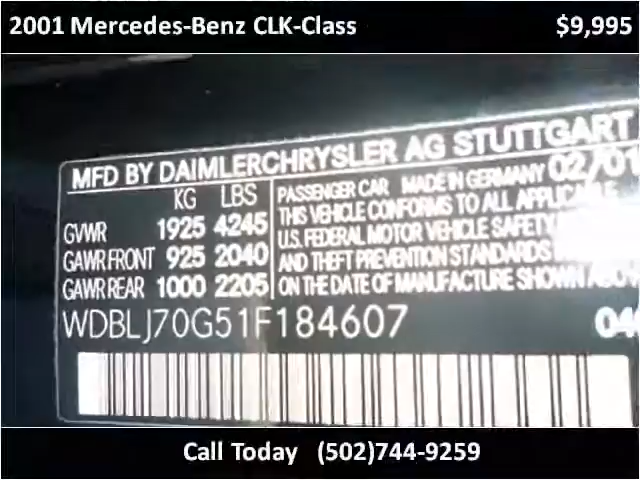 2001 Mercedes-Benz CLK-Class $9,995
MFD BY DAIMLERCHRYSLER AG STUTTGART
KG LBS
GVWR 1925 4245
GAWR FRONT 925 2040
GAWR REAR 1000 2205
PASSENGER CAR MADE IN GERMANY 02/01
THIS VEHICLE CONFORMS TO ALL
U.S. FEDERAL MOTOR VEHICLE SAFETY
AND THEFT PREVENTION STANDARDS
ON THE DATE OF MANUFACTURE SHOWN
WDBLJ70G51F184607
Call Today (502)744-9259